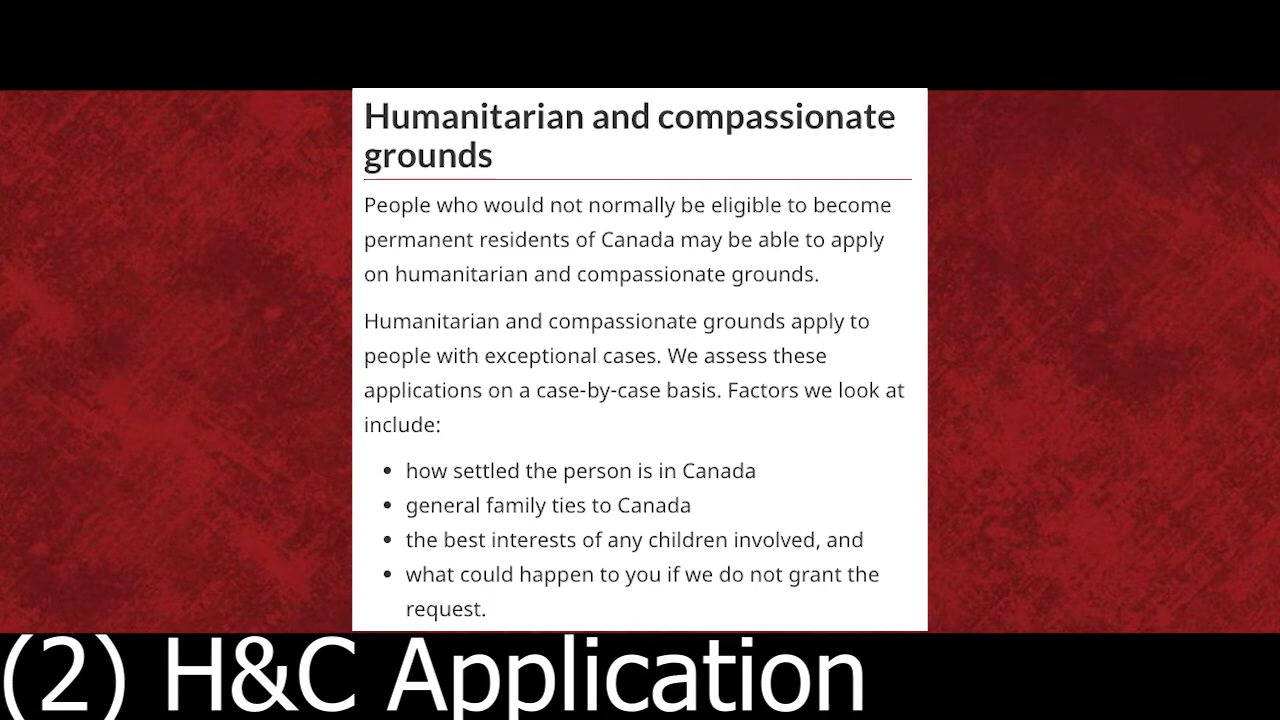 Humanitarian and compassionate
grounds
People who would not normally be eligible to become
permanent residents of Canada may be able to apply
on humanitarian and compassionate grounds.
Humanitarian and compassionate grounds apply to
people with exceptional cases. We assess these
applications on a case-by-case basis. Factors we look at
include:
• how settled the person is in Canada
• general family ties to Canada
• the best interests of any children involved, and
• what could happen to you if we do not grant the
request.
(2) H&C Application